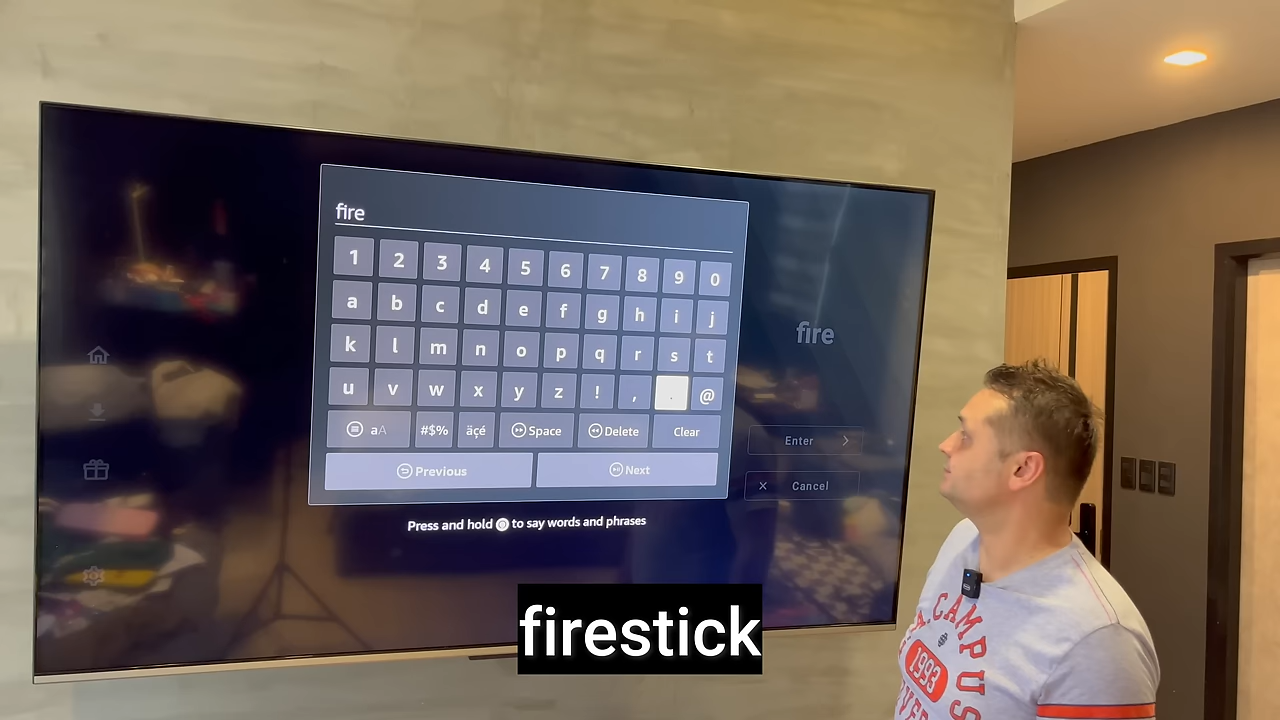 fire
1 2 3 4 5 6 7 8 9 0
a b c d e f g h i j
k l m n o p q r s t
u v w x y z ! , . @
aA #$% äçé Space Delete Clear
Previous Next
Press and hold to say words and phrases
fire
Enter
Cancel
firestick
CAMPUS
1993